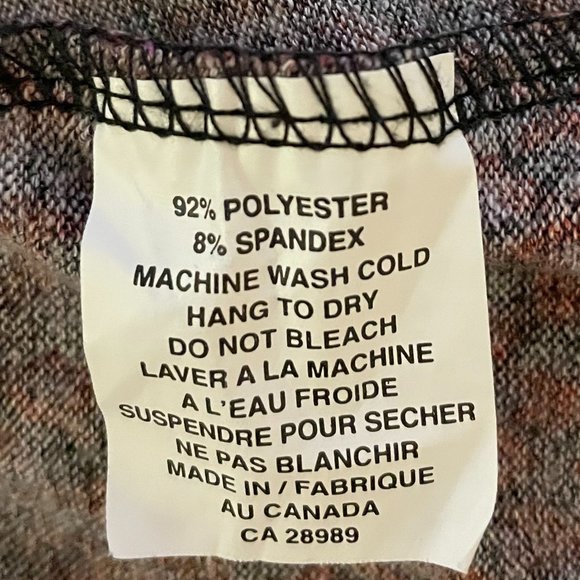 92% POLYESTER
8% SPANDEX
MACHINE WASH COLD
HANG TO DRY
DO NOT BLEACH
LAVER A LA MACHINE
A L'EAU FROIDE
SUSPENDRE POUR SECHER
NE PAS BLANCHIR
MADE IN / FABRIQUE
AU CANADA
CA 28989